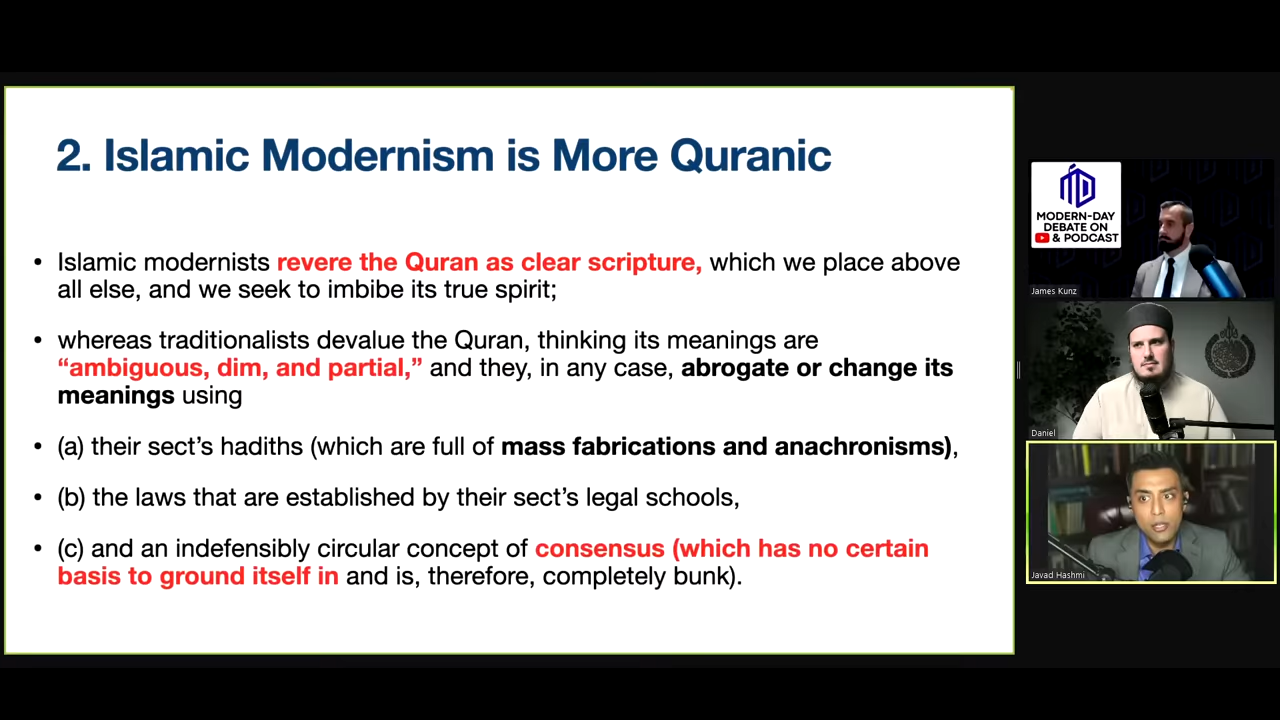 2. Islamic Modernism is More Quranic
• Islamic modernists revere the Quran as clear scripture, which we place above
all else, and we seek to imbibe its true spirit;
• whereas traditionalists devalue the Quran, thinking its meanings are
“ambiguous, dim, and partial,” and they, in any case, abrogate or change its
meanings using
• (a) their sect’s hadiths (which are full of mass fabrications and anachronisms),
• (b) the laws that are established by their sect’s legal schools,
• (c) and an indefensibly circular concept of consensus (which has no certain
basis to ground itself in and is, therefore, completely bunk).
MODERN-DAY
DEBATE ON
& PODCAST
James Kunz
Daniel
Javad Hashmi